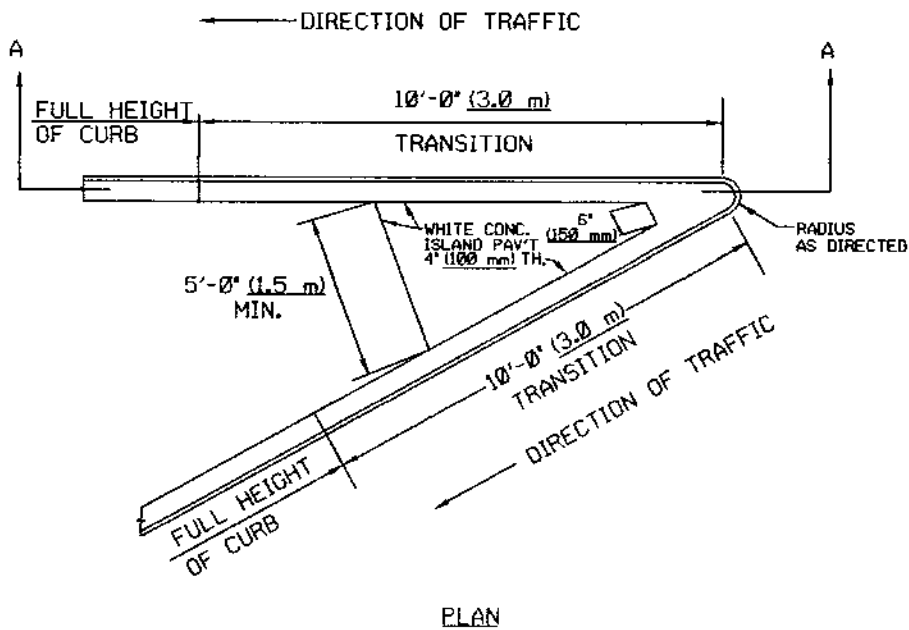 DIRECTION OF TRAFFIC
A
A
FULL HEIGHT
OF CURB
10'-0" (3.0 m)
TRANSITION
WHITE CONC.
ISLAND PAV'T
4" (100 mm) TH.
6"
(150 mm)
RADIUS
AS DIRECTED
5'-0" (1.5 m)
MIN.
10'-0" (3.0 m)
TRANSITION
DIRECTION OF TRAFFIC
FULL HEIGHT
OF CURB
PLAN